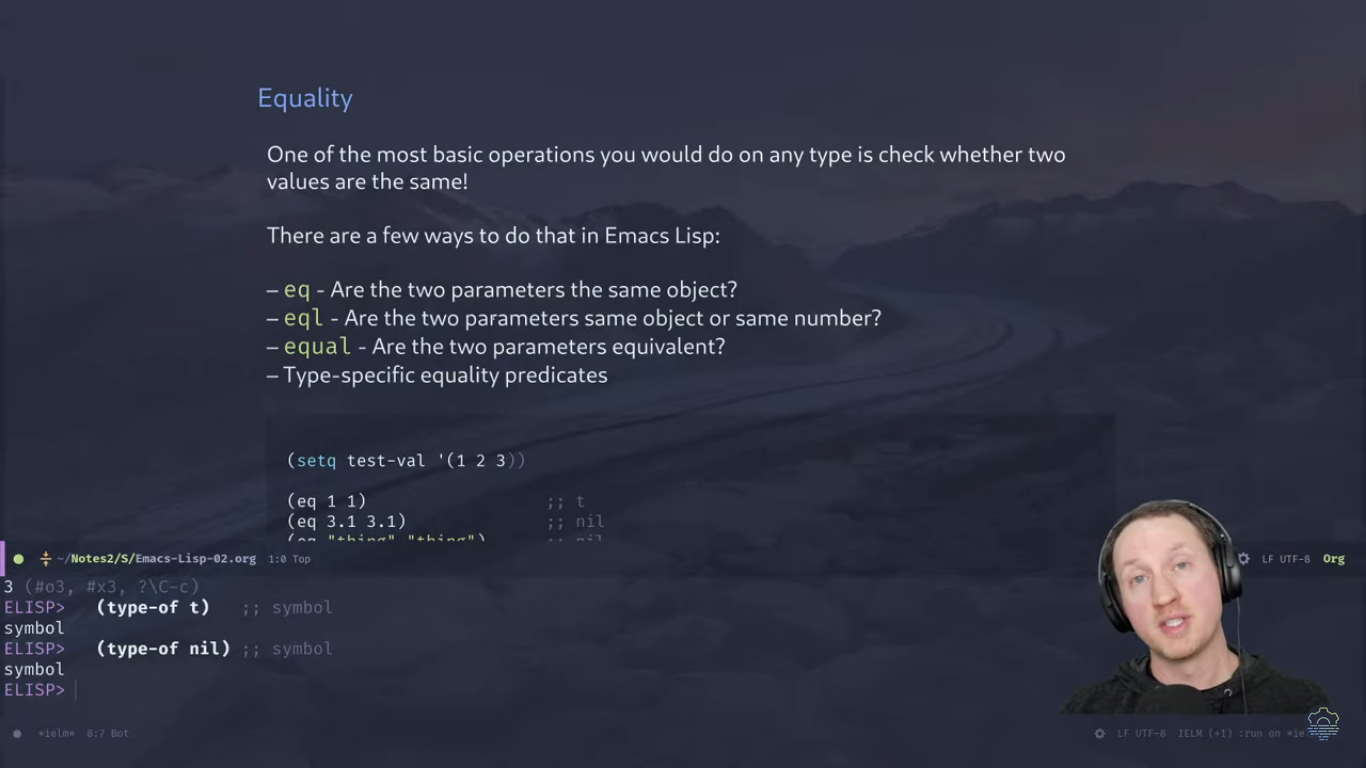 Equality
One of the most basic operations you would do on any type is check whether two
values are the same!
There are a few ways to do that in Emacs Lisp:
– eq - Are the two parameters the same object?
– eql - Are the two parameters same object or same number?
– equal - Are the two parameters equivalent?
– Type-specific equality predicates
(setq test-val '(1 2 3))
(eq 1 1) ;; t
(eq 3.1 3.1) ;; nil
(eq "thing" "thing") ;; nil
~/Notes2/S/Emacs-Lisp-02.org 1:0 Top LF UTF-8 Org
3 (#o3, #x3, ?\C-c)
ELISP> (type-of t) ;; symbol
symbol
ELISP> (type-of nil) ;; symbol
symbol
ELISP>
*ielm* 8:7 Bot LF UTF-8 IELM (+1) :run on *ie